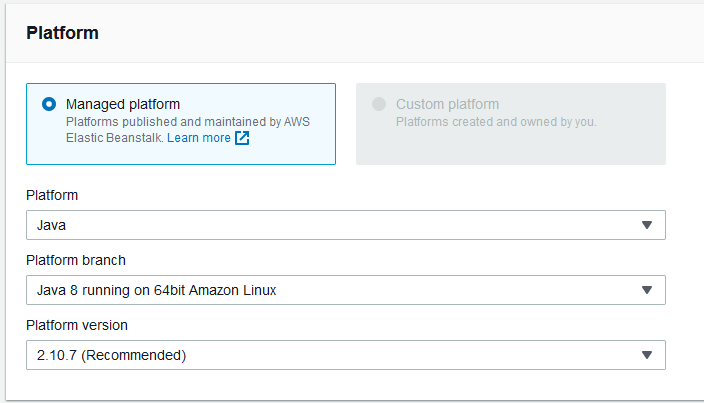 Platform
Managed platform
Platforms published and maintained by AWS
Elastic Beanstalk. Learn more
Custom platform
Platforms created and owned by you.
Platform
Java
Platform branch
Java 8 running on 64bit Amazon Linux
Platform version
2.10.7 (Recommended)